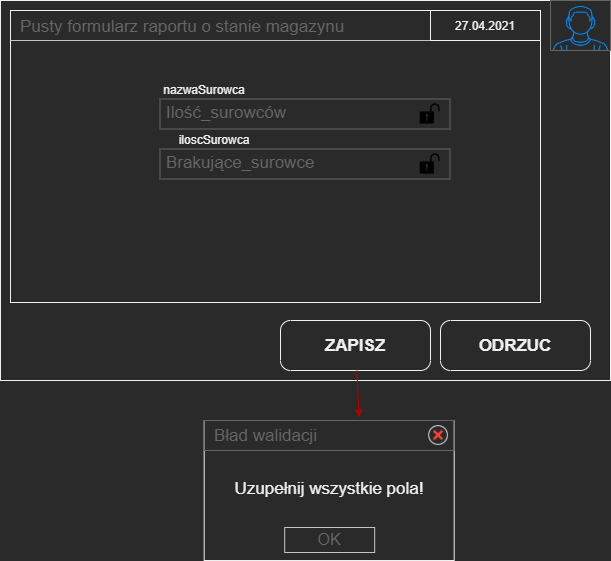 Pusty formularz raportu o stanie magazynu
27.04.2021
nazwaSurowca
Ilość_surowców
iloscSurowca
Brakujące_surowce
ZAPISZ
ODRZUC
Bład walidacji
Uzupełnij wszystkie pola!
OK